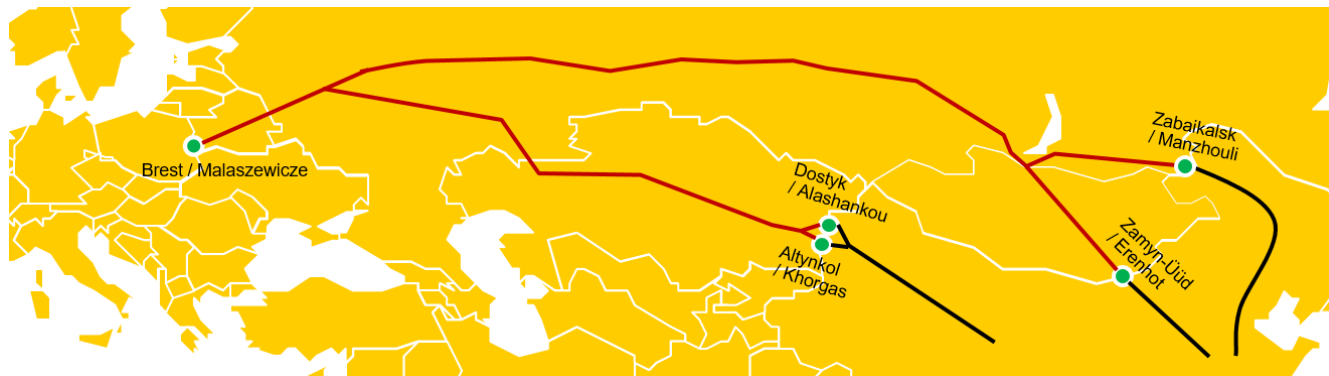 Brest / Malaszewicze
Dostyk
/ Alashankou
Altynkol
/ Khorgas
Zabaikalsk
/ Manzhouli
Zamyn-Üüd
/ Erenhot